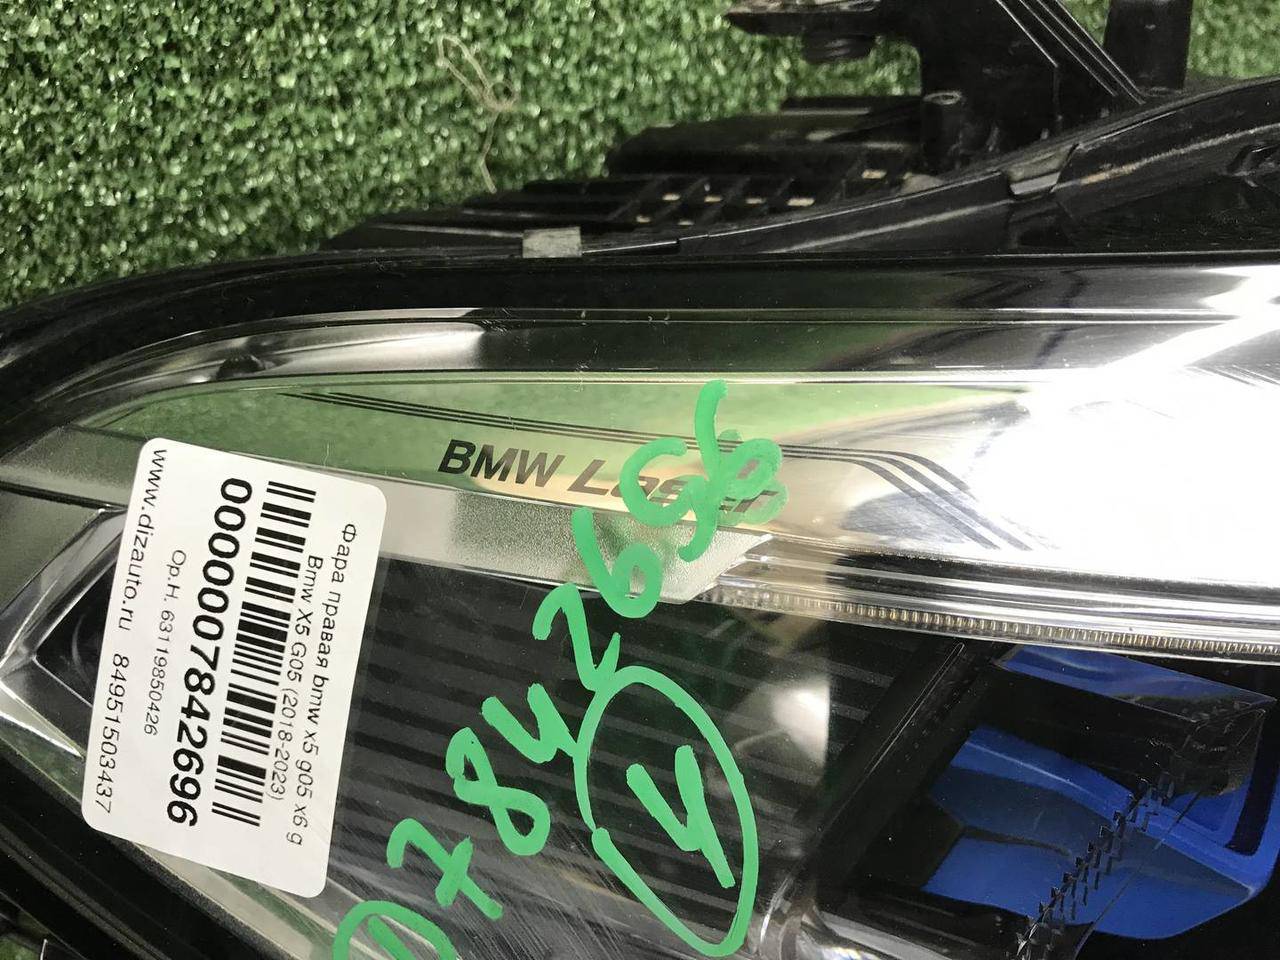 BMW Laser
Фара правая bmw x5 g05 x6 g
Bmw X5 G05 (2018-2023)
0000007842696
Ор.Н. 63119850426
www.dizauto.ru 84951503437
07842696